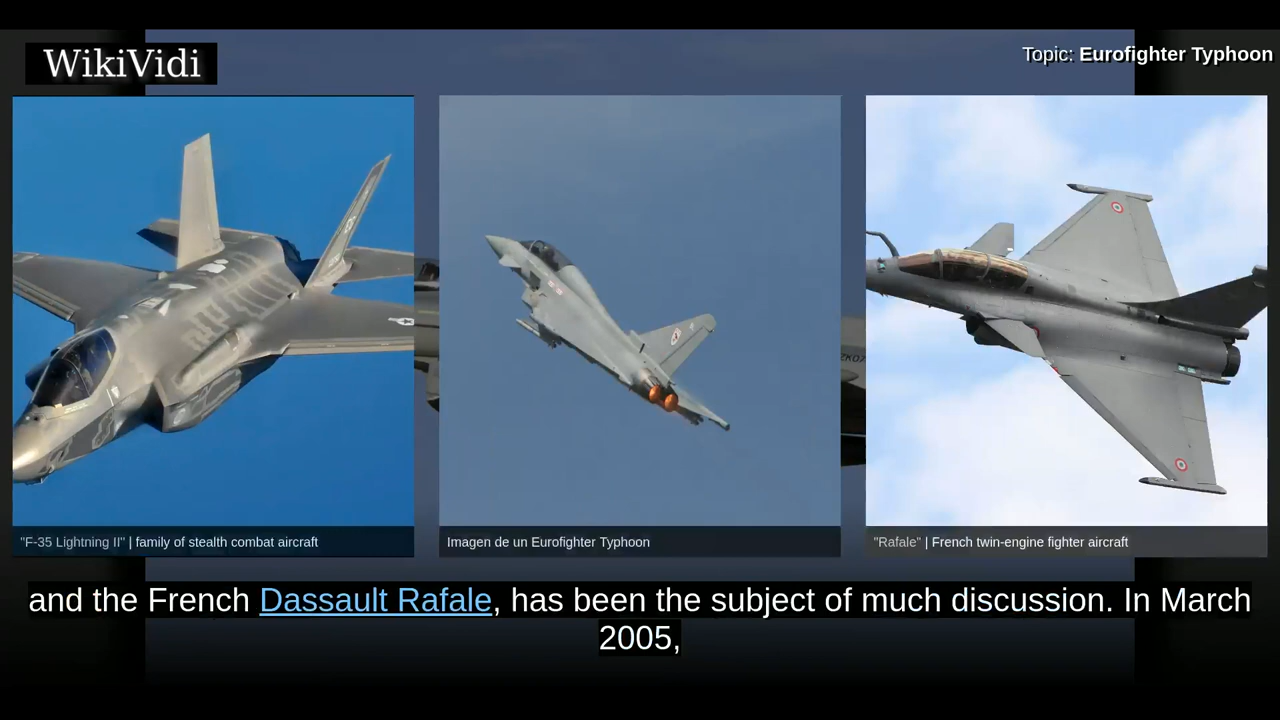 WikiVidi
Topic: Eurofighter Typhoon
"F-35 Lightning II" | family of stealth combat aircraft
Imagen de un Eurofighter Typhoon
"Rafale" | French twin-engine fighter aircraft
and the French Dassault Rafale, has been the subject of much discussion. In March
2005,